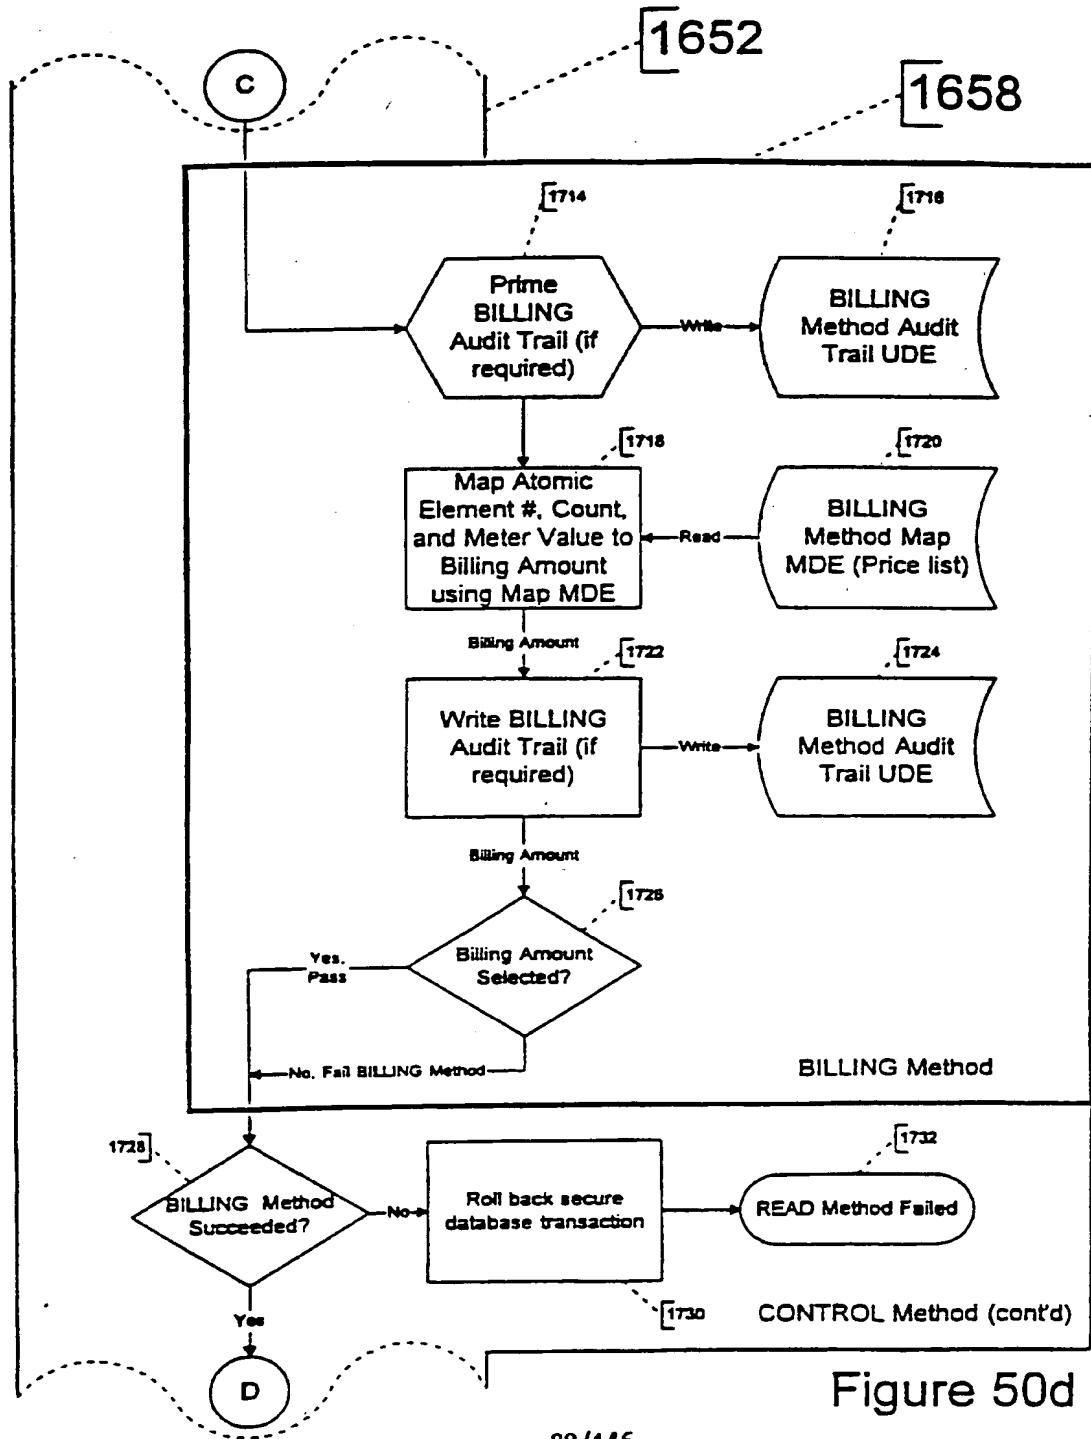 1652
C
1658
1714
1716
Prime
BILLING
Audit Trail (if
required)
Write
BILLING
Method Audit
Trail UDE
1718
1720
Map Atomic
Element #, Count,
and Meter Value to
Billing Amount
using Map MDE
Read
BILLING
Method Map
MDE (Price list)
Billing Amount
1722
1724
Write BILLING
Audit Trail (if
required)
Write
BILLING
Method Audit
Trail UDE
Billing Amount
1726
Yes,
Pass
Billing Amount
Selected?
No, Fail BILLING Method
BILLING Method
1728
1732
BILLING Method
Succeeded?
No
Roll back secure
database transaction
READ Method Failed
1730
CONTROL Method (cont'd)
Yes
D
Figure 50d